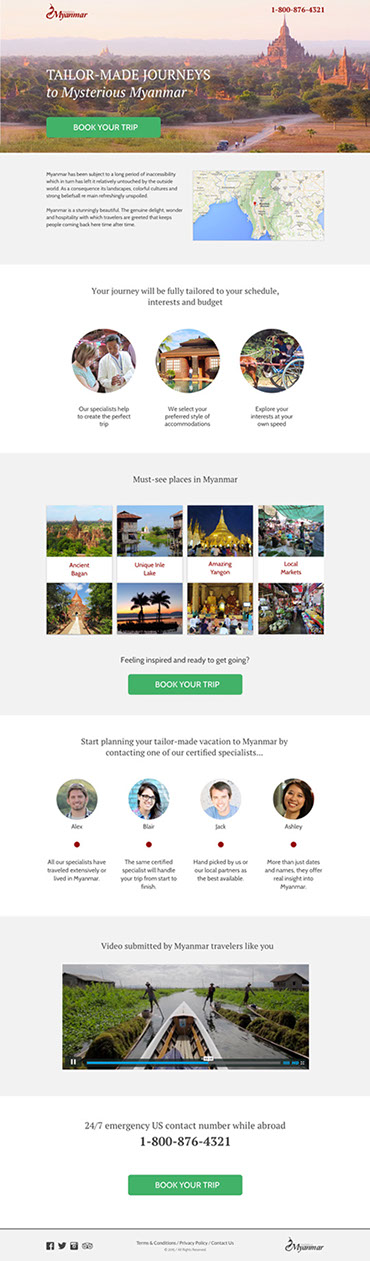 Myanmar
1-800-876-4321
TAILOR-MADE JOURNEYS
to Mysterious Myanmar
BOOK YOUR TRIP
Myanmar has been subject to a long period of inaccessibility
which in turn has left it relatively untouched by the outside
world. As a consequence its landscapes, colorful cultures and
strong beliefsall re main refreshingly unspoiled.
Myanmar is a stunningly beautiful. The genuine delight, wonder
and hospitality with which travelers are greeted that keeps
people coming back here time after time.
Your journey will be fully tailored to your schedule,
interests and budget
Our specialists help
to create the perfect
trip
We select your
preferred style of
accommodations
Explore your
interests at your
own speed
Must-see places in Myanmar
Ancient
Bagan
Unique Inle
Lake
Amazing
Yangon
Local
Markets
Feeling inspired and ready to get going?
BOOK YOUR TRIP
Start planning your tailor-made vacation to Myanmar by
contacting one of our certified specialists...
Alex
Blair
Jack
Ashley
All our specialists have
traveled extensively or
lived in Myanmar.
The same certified
specialist will handle
your trip from start to
finish.
Hand picked by us or
our local partners as
the best available.
More than just dates
and names, they offer
real insight into
Myanmar.
Video submitted by Myanmar travelers like you
24/7 emergency US contact number while abroad
1-800-876-4321
BOOK YOUR TRIP
Terms & Conditions / Privacy Policy / Contact Us
All Rights Reserved
Myanmar